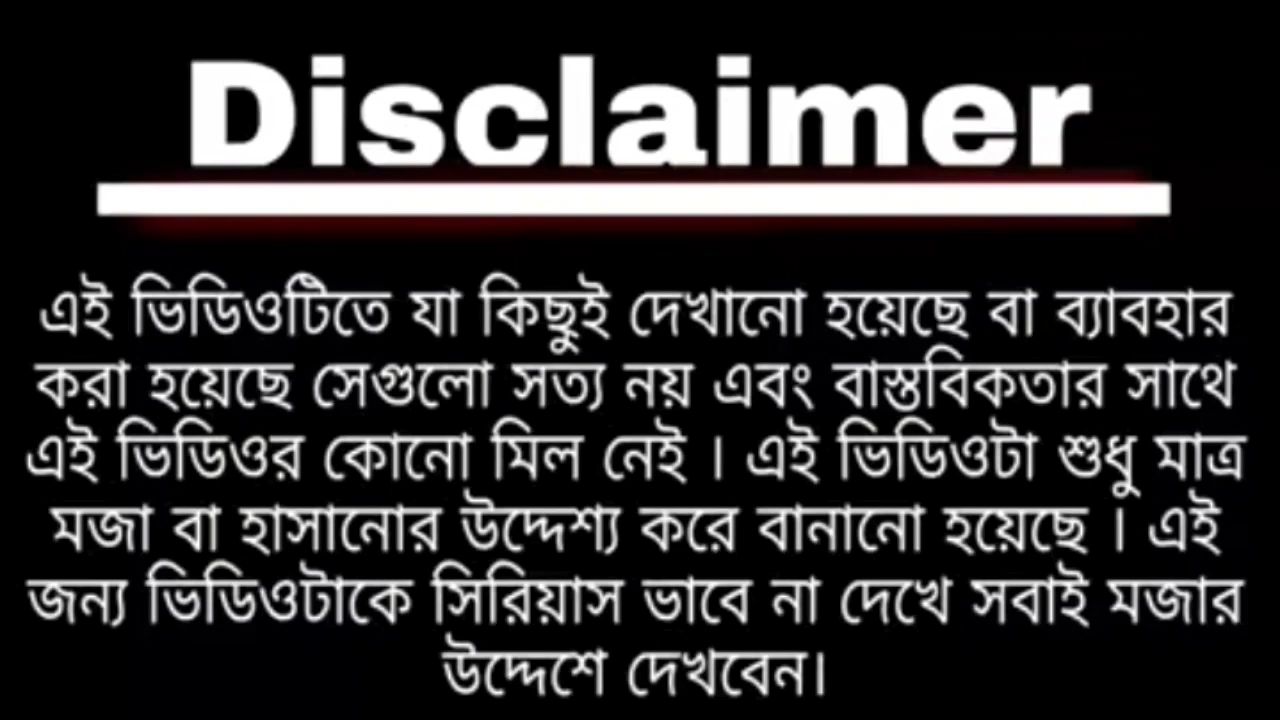 Disclaimer
এই ভিডিওটিতে যা কিছুই দেখানো হয়েছে বা ব্যাবহার
করা হয়েছে সেগুলো সত্য নয় এবং বাস্তবিকতার সাথে
এই ভিডিওর কোনো মিল নেই । এই ভিডিওটা শুধু মাত্র
মজা বা হাসানোর উদ্দেশ্য করে বানানো হয়েছে । এই
জন্য ভিডিওটাকে সিরিয়াস ভাবে না দেখে সবাই মজার
উদ্দেশে দেখবেন।